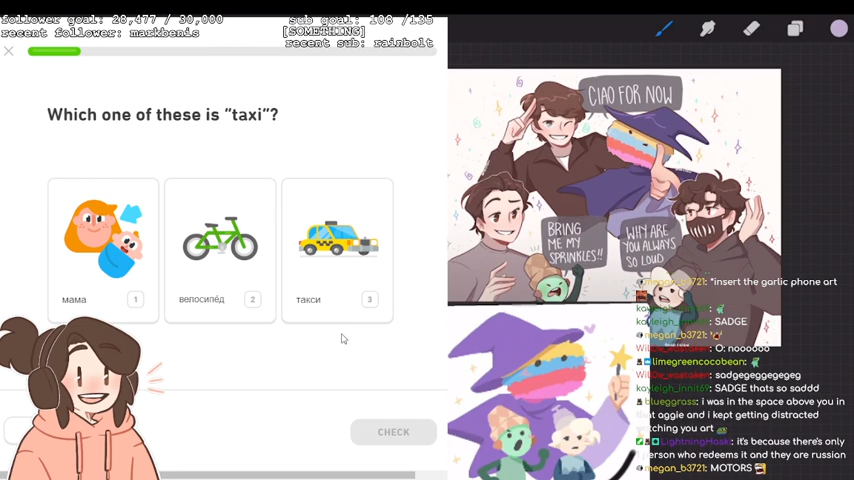 follower goal: 28,477 / 30,000
recent follower: markbenis
sub goal: 108 /135
[SOMETHING]
recent sub: rainbolt
Which one of these is "taxi"?
мама
1
велосипед
2
такси
3
CHECK
CIAO FOR NOW
BRING
ME MY
SPRINKLES!!
WHY ARE
YOU ALWAYS
SO LOUD
megan_b3721: *insert the garlic phone art
SADGE
megan_b3721:
O: nooooo
limegreencocobean:
sadgegeggegegeg
kayleigh_innit69: SADGE thats so saddd
blueggrass: i was in the space above you in
that aggie and i kept getting distracted
watching you art
LightningHask: it's because there's only
person who redeems it and they are russian
megan_b3721: MOTORS